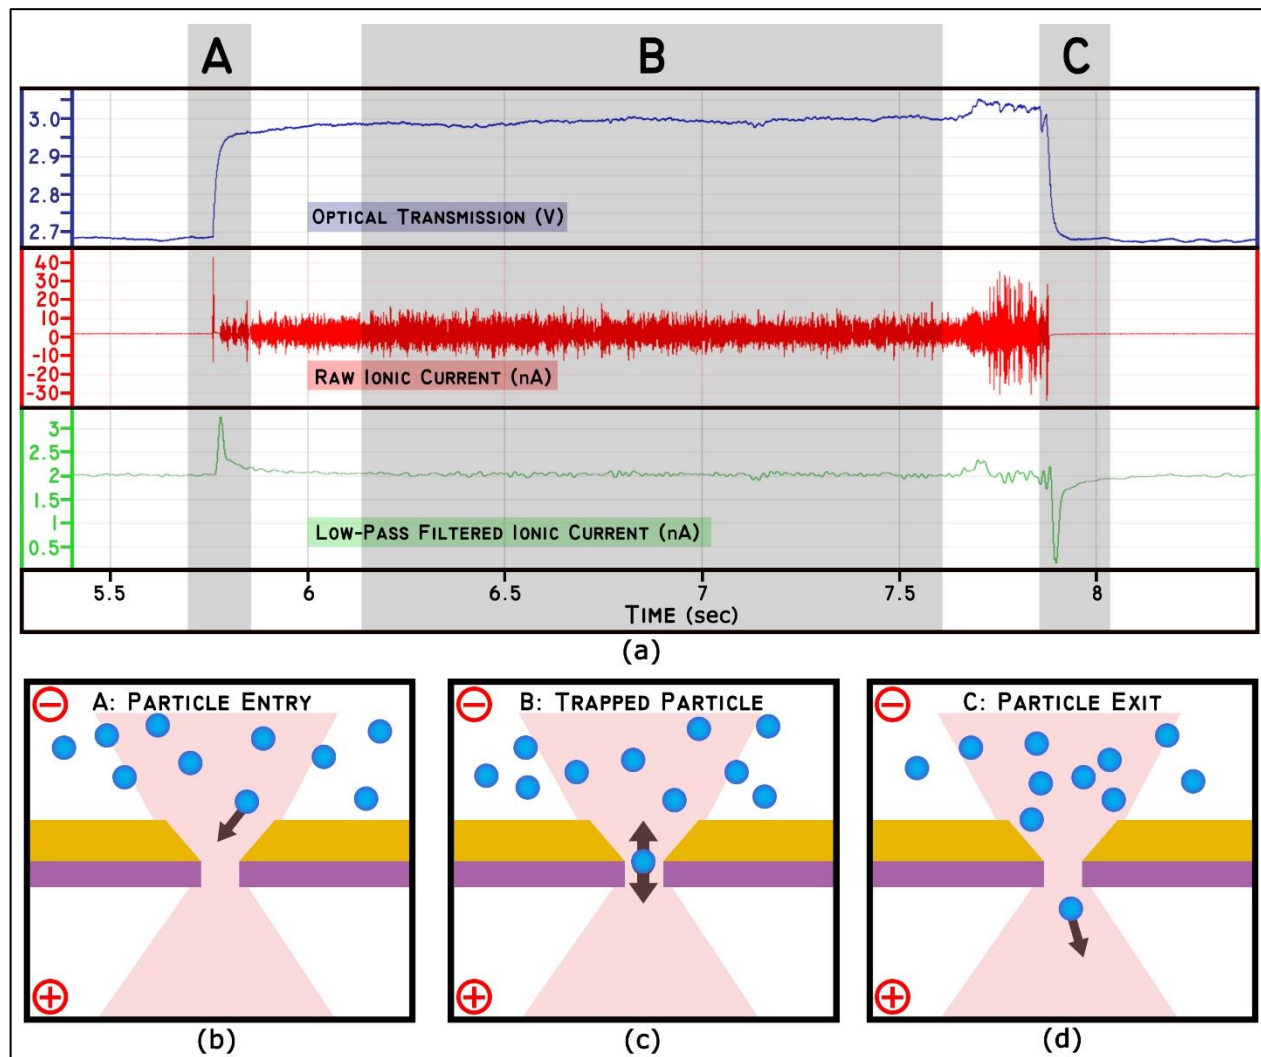 A B C
3.0
2.9
2.8
2.7
OPTICAL TRANSMISSION (V)
40
30
20
10
0
-10
-20
-30
RAW IONIC CURRENT (nA)
3
2.5
2
1.5
1
0.5
LOW-PASS FILTERED IONIC CURRENT (nA)
5.5 6 6.5 7 7.5 8
TIME (sec)
(a)
A: PARTICLE ENTRY
(b)
B: TRAPPED PARTICLE
(c)
C: PARTICLE EXIT
(d)